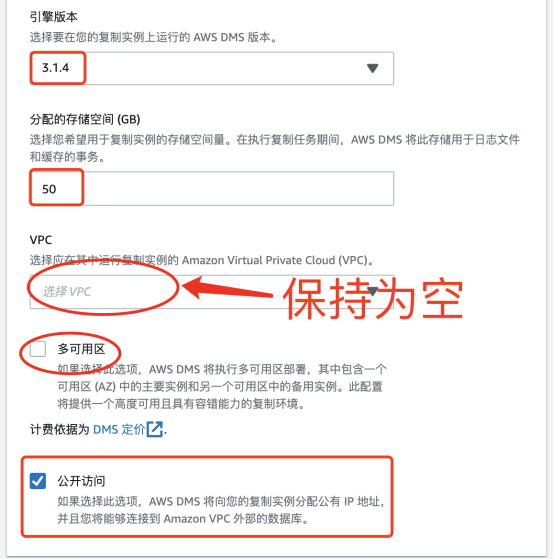 引擎版本
选择要在您的复制实例上运行的 AWS DMS 版本。
3.1.4
分配的存储空间 (GB)
选择您希望用于复制实例的存储空间量。在执行复制任务期间，AWS DMS 将此存储用于日志文件
和缓存的事务。
50
VPC
选择应在其中运行复制实例的 Amazon Virtual Private Cloud (VPC)。
选择 VPC
保持为空
多可用区
如果选择此选项，AWS DMS 将执行多可用区部署，其中包含一个
可用区 (AZ) 中的主要实例和另一个可用区中的备用实例。此配置
将提供一个高度可用且具有容错能力的复制环境。
计费依据为 DMS 定价.
公开访问
如果选择此选项，AWS DMS 将向您的复制实例分配公有 IP 地址，
并且您将能够连接到 Amazon VPC 外部的数据库。